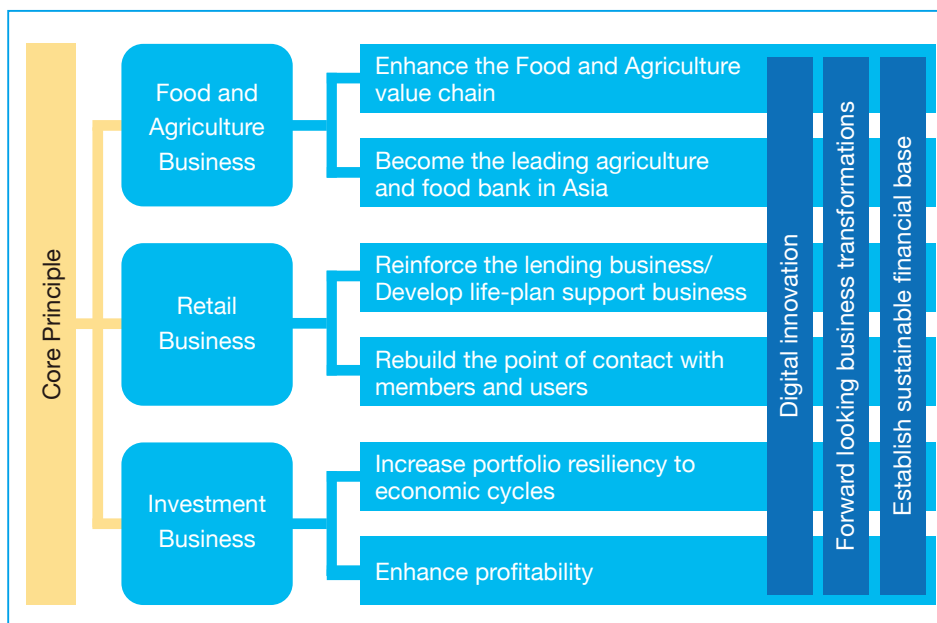 Core Principle
Food and
Agriculture
Business
Enhance the Food and Agriculture
value chain
Become the leading agriculture
and food bank in Asia
Retail
Business
Reinforce the lending business/
Develop life-plan support business
Rebuild the point of contact with
members and users
Investment
Business
Increase portfolio resiliency to
economic cycles
Enhance profitability
Digital innovation
Forward looking business transformations
Establish sustainable financial base